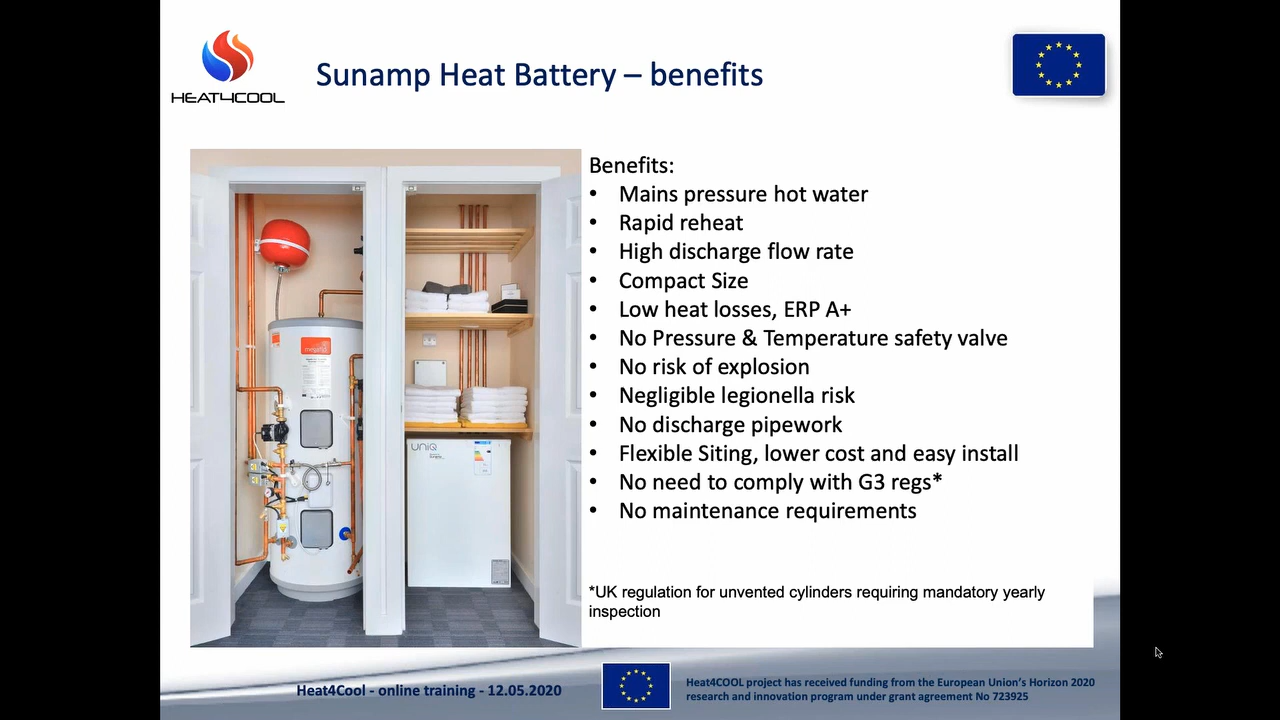 HEAT4COOL
Sunamp Heat Battery – benefits
Benefits:
• Mains pressure hot water
• Rapid reheat
• High discharge flow rate
• Compact Size
• Low heat losses, ERP A+
• No Pressure & Temperature safety valve
• No risk of explosion
• Negligible legionella risk
• No discharge pipework
• Flexible Siting, lower cost and easy install
• No need to comply with G3 regs*
• No maintenance requirements
*UK regulation for unvented cylinders requiring mandatory yearly
inspection
UNIQ
Heat4Cool - online training - 12.05.2020
Heat4COOL project has received funding from the European Union's Horizon 2020
research and innovation program under grant agreement No 723925